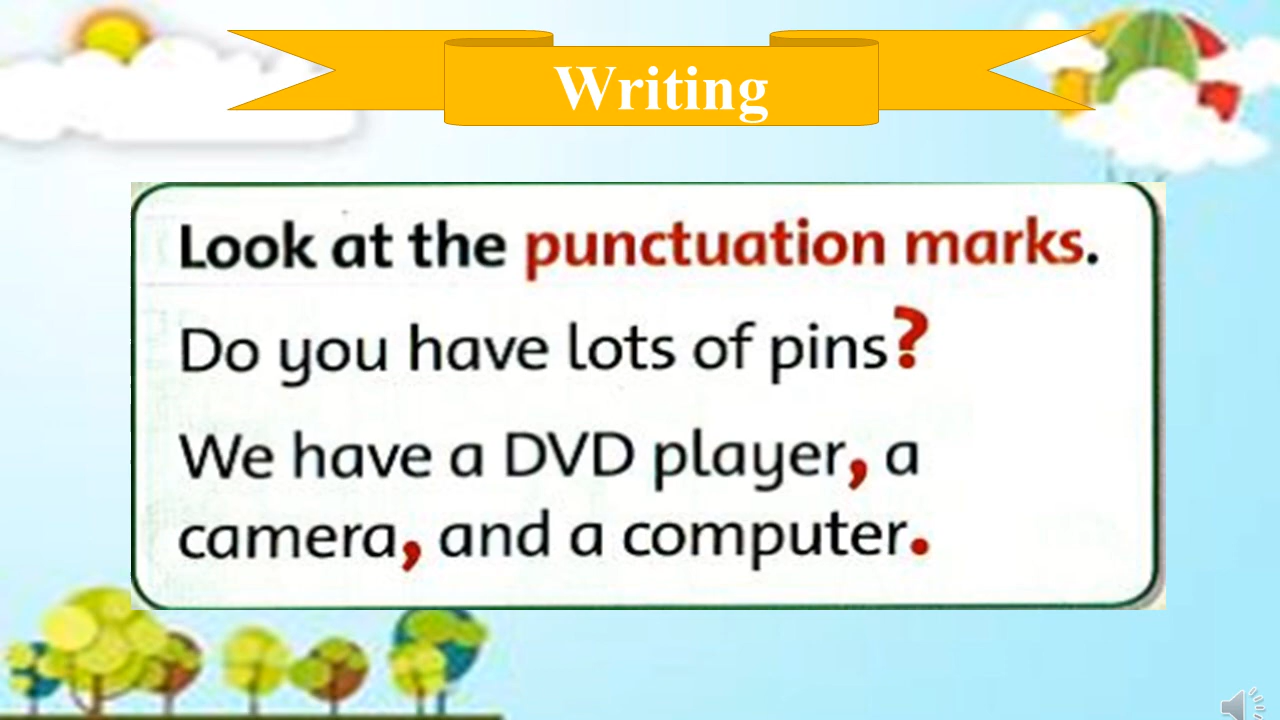 Writing
Look at the punctuation marks.
Do you have lots of pins?
We have a DVD player, a
camera, and a computer.